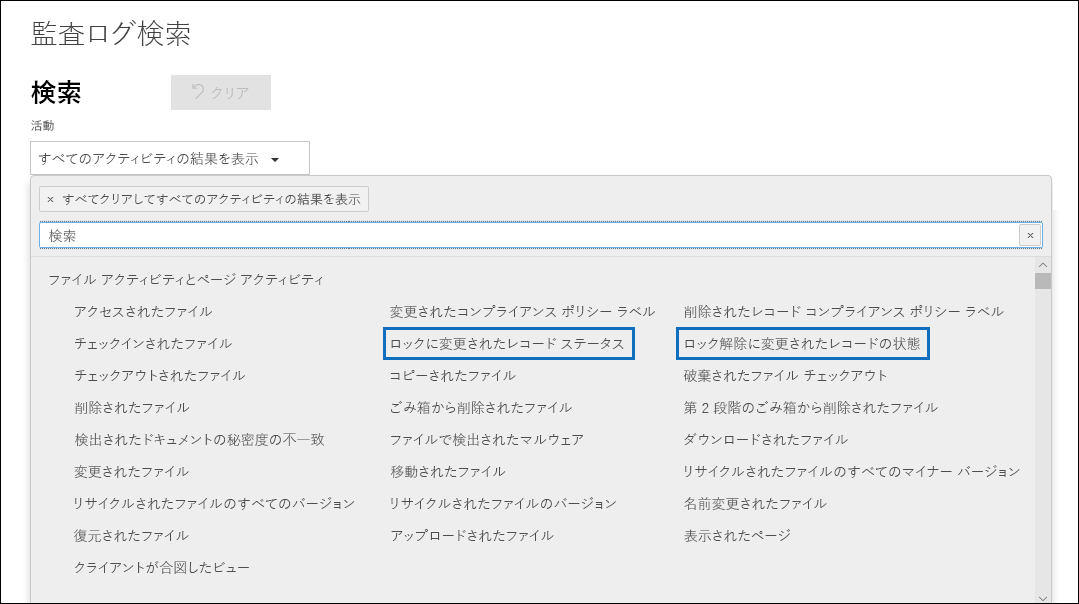 監査ログ検索
検索
クリア
活動
すべてのアクティビティの結果を表示
× すべてクリアしてすべてのアクティビティの結果を表示
検索 ×
ファイル アクティビティとページ アクティビティ
アクセスされたファイル 変更されたコンプライアンス ポリシー ラベル 削除されたレコード コンプライアンス ポリシー ラベル
チェックインされたファイル ロックに変更されたレコード ステータス ロック解除に変更されたレコードの状態
チェックアウトされたファイル コピーされたファイル 破棄されたファイル チェックアウト
削除されたファイル ごみ箱から削除されたファイル 第 2 段階のごみ箱から削除されたファイル
検出されたドキュメントの秘密度の不一致 ファイルで検出されたマルウェア ダウンロードされたファイル
変更されたファイル 移動されたファイル リサイクルされたファイルのすべてのマイナー バージョン
リサイクルされたファイルのすべてのバージョン リサイクルされたファイルのバージョン 名前変更されたファイル
復元されたファイル アップロードされたファイル 表示されたページ
クライアントが合図したビュー